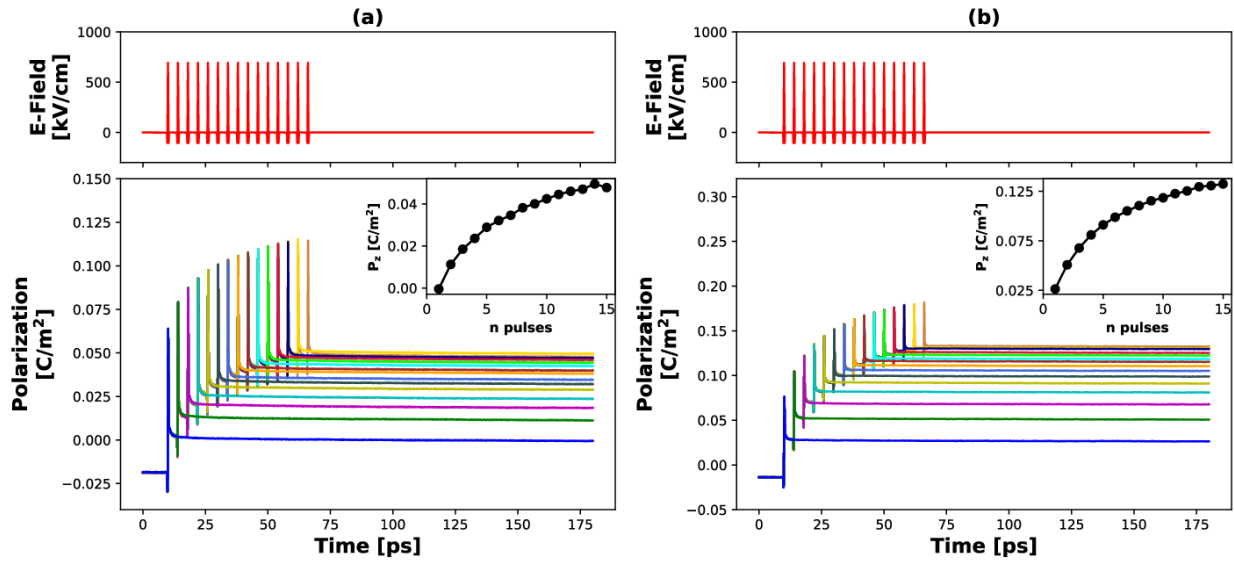 (a)
E-Field
[kV/cm]
1000
500
0
Polarization
[C/m²]
0.150
0.125
0.100
0.075
0.050
0.025
0.000
−0.025
0 25 50 75 100 125 150 175
Time [ps]
P_z [C/m²]
0.04
0.02
0.00
5 10 15
n pulses
(b)
E-Field
[kV/cm]
1000
500
0
Polarization
[C/m²]
0.30
0.25
0.20
0.15
0.10
0.05
0.00
−0.05
0 25 50 75 100 125 150 175
Time [ps]
P_z [C/m²]
0.125
0.075
0.025
5 10 15
n pulses